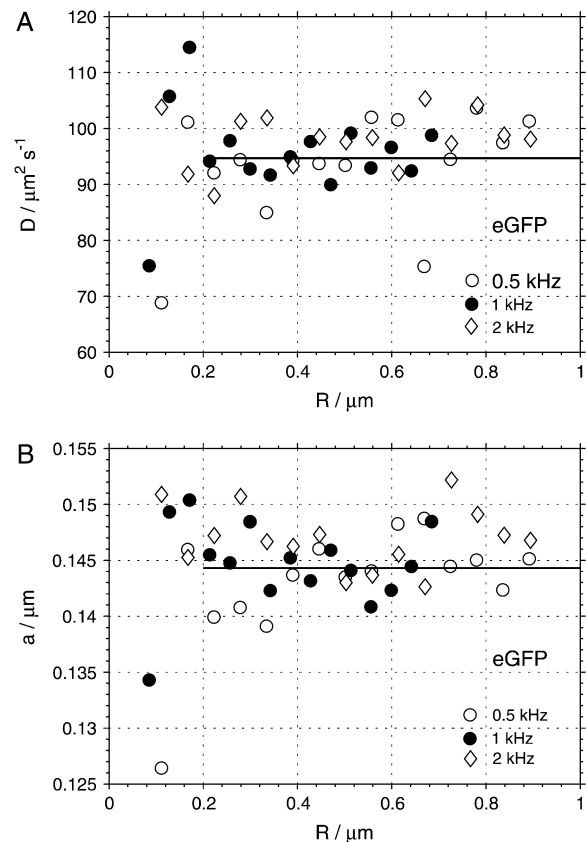 A
120
110
100
90
80
70
60
D / μm² s⁻¹
eGFP
0.5 kHz
1 kHz
2 kHz
0
0.2
0.4
0.6
0.8
1
R / μm
B
0.155
0.15
0.145
0.14
0.135
0.13
0.125
a / μm
eGFP
0.5 kHz
1 kHz
2 kHz
0
0.2
0.4
0.6
0.8
1
R / μm